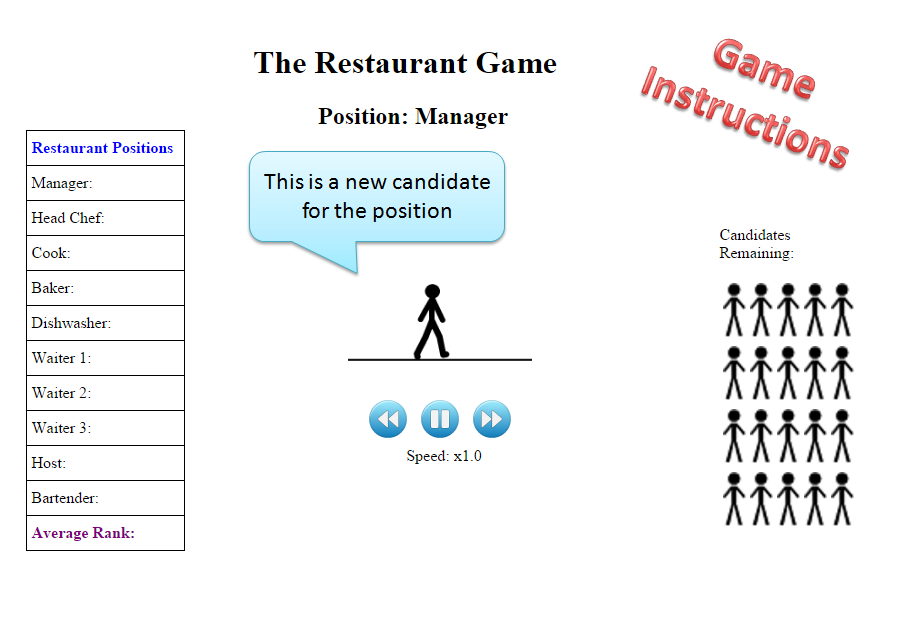 The Restaurant Game
Game
Instructions
Position: Manager
Restaurant Positions
Manager:
Head Chef:
Cook:
Baker:
Dishwasher:
Waiter 1:
Waiter 2:
Waiter 3:
Host:
Bartender:
Average Rank:
This is a new candidate
for the position
Speed: x1.0
Candidates
Remaining: